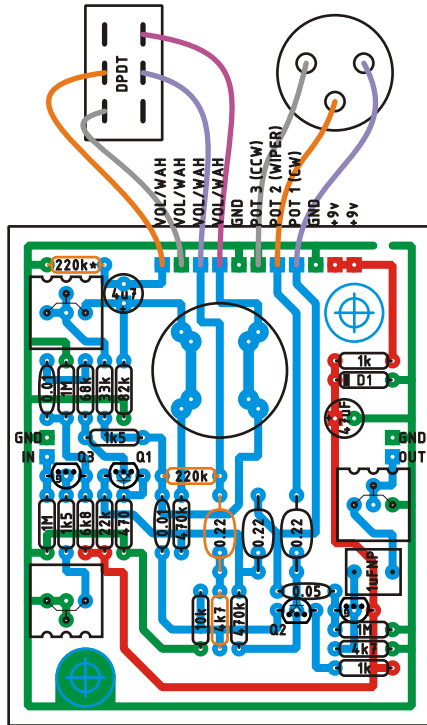 DPDT
VOL/WAH
VOL/WAH
VOL/WAH
VOL/WAH
GND
POT 3 (CCW)
POT 2 (WIPER)
POT 1 (CW)
GND
+9v
+9v
220k*
4u7
+
0.01
1M
68k
33k
82k
1k
D1
47uF
+
GND
IN
1k5
Q3
Q1
220k
GND
OUT
1M
1k5
6k8
22k
470
0.01
470k
0.22
0.22
0.22
1uFNP
0.05
10k
4k7
470k
Q2
1M
4k7
1k